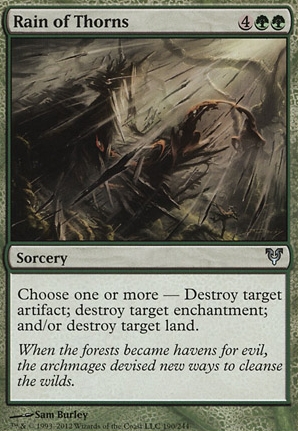 Rain of Thorns 4
Sorcery
Choose one or more — Destroy target
artifact; destroy target enchantment;
and/or destroy target land.
When the forests became havens for evil,
the archmages devised new ways to cleanse
the wilds.
Sam Burley
™ & © 1993–2012 Wizards of the Coast LLC 190/244